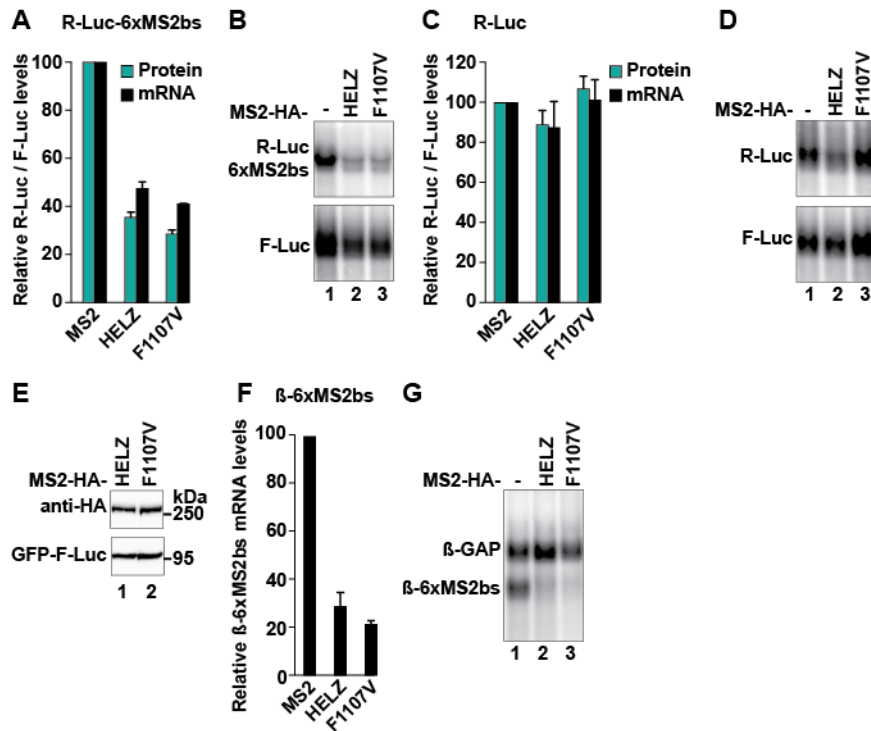 A R-Luc-6xMS2bs
Relative R-Luc / F-Luc levels
100
80
60
40
20
0
Protein
mRNA
MS2
HELZ
F1107V
B
MS2-HA-
-
HELZ
F1107V
R-Luc
6xMS2bs
F-Luc
1 2 3
C R-Luc
Relative R-Luc / F-Luc levels
120
100
80
60
40
20
0
Protein
mRNA
MS2
HELZ
F1107V
D
MS2-HA-
-
HELZ
F1107V
R-Luc
F-Luc
1 2 3
E
MS2-HA-
HELZ
F1107V
anti-HA
kDa
250
GFP-F-Luc
95
1 2
F ß-6xMS2bs
Relative ß-6xMS2bs mRNA levels
100
80
60
40
20
0
MS2
HELZ
F1107V
G
MS2-HA-
-
HELZ
F1107V
ß-GAP
ß-6xMS2bs
1 2 3